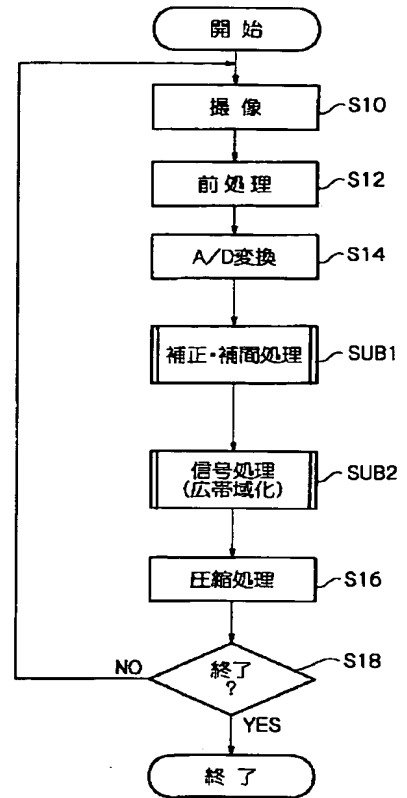 開始
撮像
S10
前処理
S12
A/D変換
S14
補正・補間処理
SUB1
信号処理
(広帯域化)
SUB2
圧縮処理
S16
終了
?
S18
NO
YES
終了